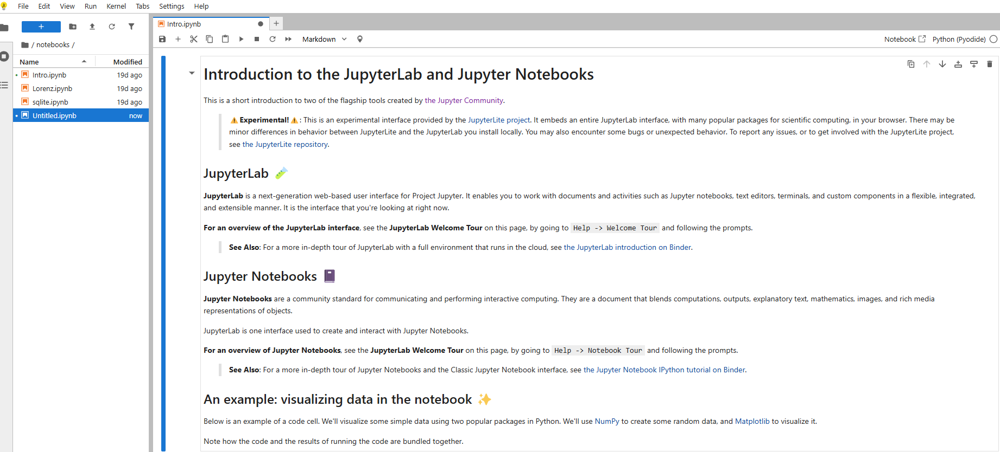 File Edit View Run Kernel Tabs Settings Help
Intro.ipynb
/ notebooks /
Markdown
Notebook Python (Pyodide)
Name Modified
Intro.ipynb 19d ago
Lorenz.ipynb 19d ago
sqlite.ipynb 19d ago
Untitled.ipynb now
Introduction to the JupyterLab and Jupyter Notebooks
This is a short introduction to two of the flagship tools created by the Jupyter Community.
⚠️Experimental!⚠️: This is an experimental interface provided by the JupyterLite project. It embeds an entire JupyterLab interface, with many popular packages for scientific computing, in your browser. There may be
minor differences in behavior between JupyterLite and the JupyterLab you install locally. You may also encounter some bugs or unexpected behavior. To report any issues, or to get involved with the JupyterLite project,
see the JupyterLite repository.
JupyterLab 🧪
JupyterLab is a next-generation web-based user interface for Project Jupyter. It enables you to work with documents and activities such as Jupyter notebooks, text editors, terminals, and custom components in a flexible, integrated,
and extensible manner. It is the interface that you're looking at right now.
For an overview of the JupyterLab interface, see the JupyterLab Welcome Tour on this page, by going to Help -> Welcome Tour and following the prompts.
See Also: For a more in-depth tour of JupyterLab with a full environment that runs in the cloud, see the JupyterLab introduction on Binder.
Jupyter Notebooks 📓
Jupyter Notebooks are a community standard for communicating and performing interactive computing. They are a document that blends computations, outputs, explanatory text, mathematics, images, and rich media
representations of objects.
JupyterLab is one interface used to create and interact with Jupyter Notebooks.
For an overview of Jupyter Notebooks, see the JupyterLab Welcome Tour on this page, by going to Help -> Notebook Tour and following the prompts.
See Also: For a more in-depth tour of Jupyter Notebooks and the Classic Jupyter Notebook interface, see the Jupyter Notebook IPython tutorial on Binder.
An example: visualizing data in the notebook ✨
Below is an example of a code cell. We'll visualize some simple data using two popular packages in Python. We'll use NumPy to create some random data, and Matplotlib to visualize it.
Note how the code and the results of running the code are bundled together.